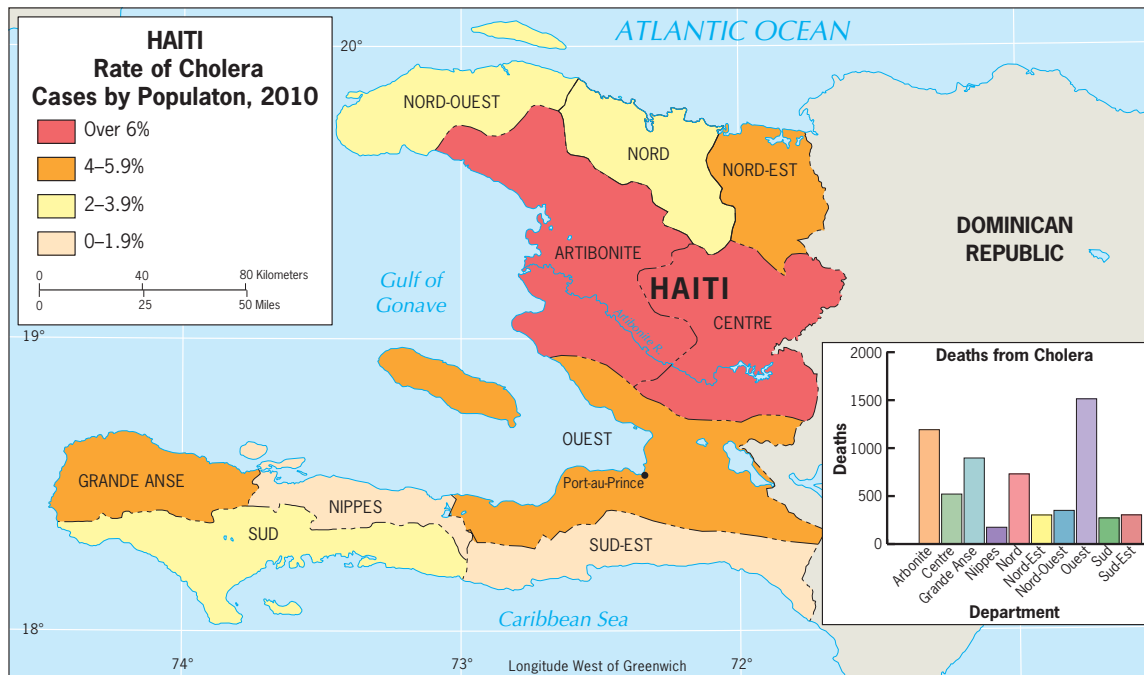 HAITI
Rate of Cholera
Cases by Populaton, 2010
Over 6%
4–5.9%
2–3.9%
0–1.9%
0 40 80 Kilometers
0 25 50 Miles
ATLANTIC OCEAN
20°
NORD-OUEST
NORD
NORD-EST
DOMINICAN
REPUBLIC
ARTIBONITE
HAITI
Gulf of
Gonave
CENTRE
Artibonite R.
19°
OUEST
Port-au-Prince
GRANDE ANSE
NIPPES
SUD
SUD-EST
Caribbean Sea
18°
74° 73° Longitude West of Greenwich 72°
Deaths from Cholera
2000
1500
1000
500
0
Deaths
Arbonite
Centre
Grande Anse
Nippes
Nord
Nord-Est
Nord-Ouest
Ouest
Sud
Sud-Est
Department